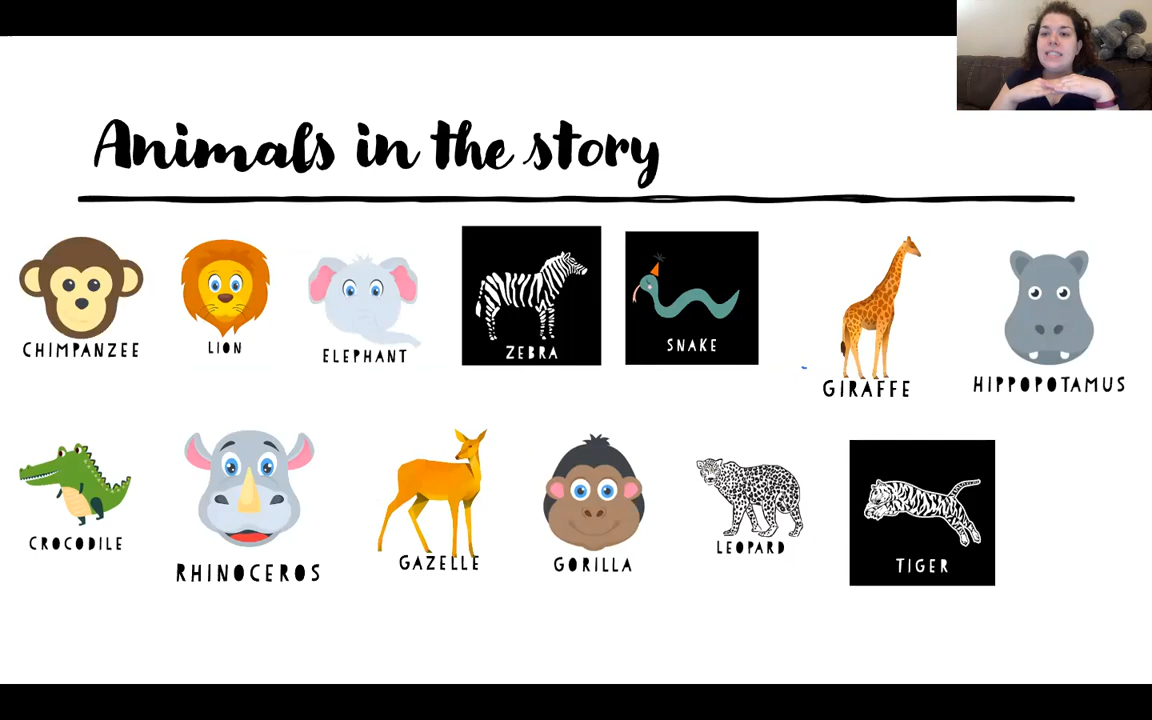 Animals in the story
CHIMPANZEE
LION
ELEPHANT
ZEBRA
SNAKE
GIRAFFE
HIPPOPOTAMUS
CROCODILE
RHINOCEROS
GAZELLE
GORILLA
LEOPARD
TIGER